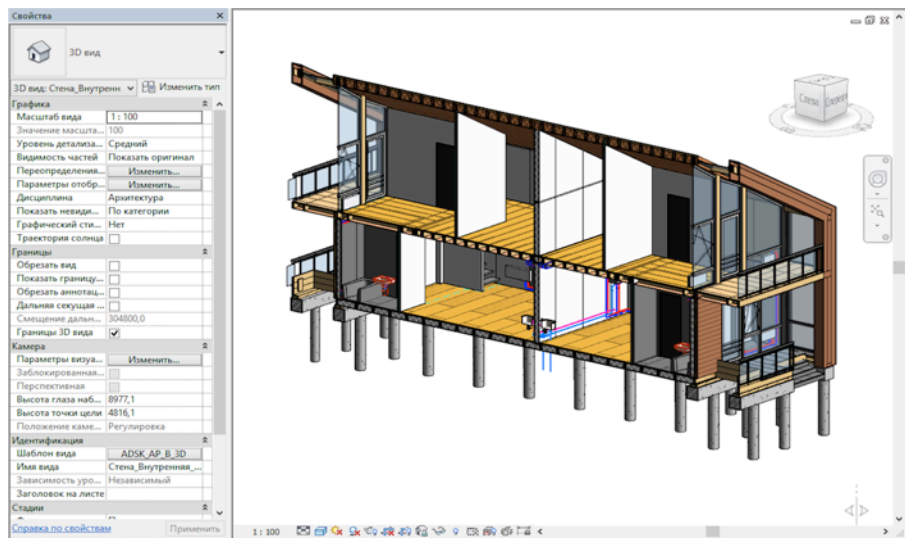 Свойства
3D вид
3D вид: Стена_Внутренн
Изменить тип
Графика
Масштаб вида 1 : 100
Значение масшта... 100
Уровень детализа... Средний
Видимость частей Показать оригинал
Переопределения... Изменить...
Параметры отобр... Изменить...
Дисциплина Архитектура
Показать невиди... По категории
Графический сти... Нет
Траектория солнца
Границы
Обрезать вид
Показать границу...
Обрезать аннотац...
Дальняя секущая ...
Смещение дальн... 304800,0
Границы 3D вида
Камера
Параметры визуа... Изменить...
Заблокированная...
Перспективная
Высота глаза наб... 8977,1
Высота точки цели 4816,1
Положение каме... Регулировка
Идентификация
Шаблон вида ADSK_AP_B_3D
Имя вида Стена_Внутренняя_...
Зависимость уро... Независимый
Заголовок на листе
Стадии
Справка по свойствам
Применить
Слева
Спереди
1 : 100